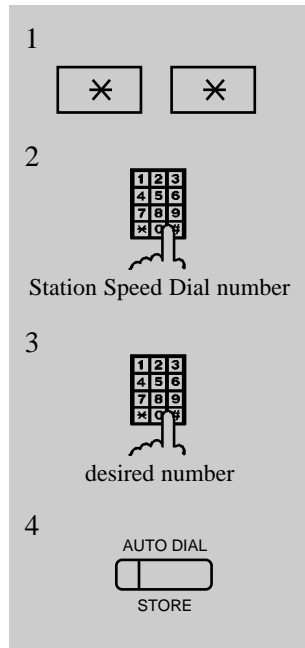 1
* *
2
1 2 3
4 5 6
7 8 9
* 0 #
Station Speed Dial number
3
1 2 3
4 5 6
7 8 9
* 0 #
desired number
4
AUTO DIAL
STORE